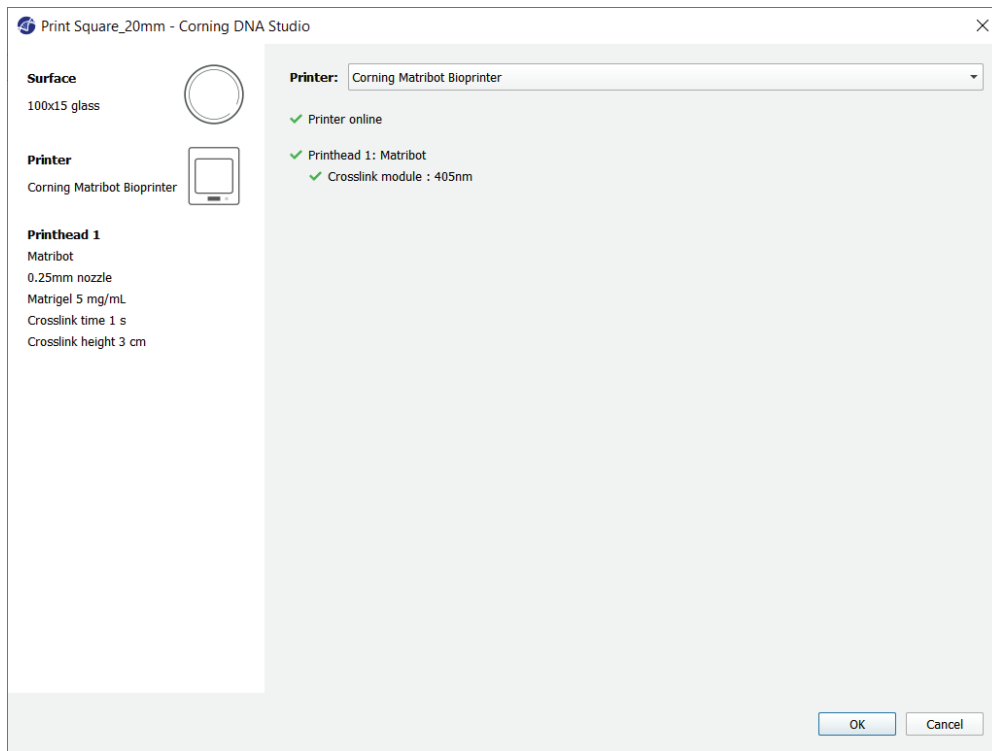 Print Square_20mm - Corning DNA Studio
Surface
100x15 glass
Printer
Corning Matribot Bioprinter
Printhead 1
Matribot
0.25mm nozzle
Matrigel 5 mg/mL
Crosslink time 1 s
Crosslink height 3 cm
Printer: Corning Matribot Bioprinter
Printer online
Printhead 1: Matribot
Crosslink module : 405nm
OK Cancel